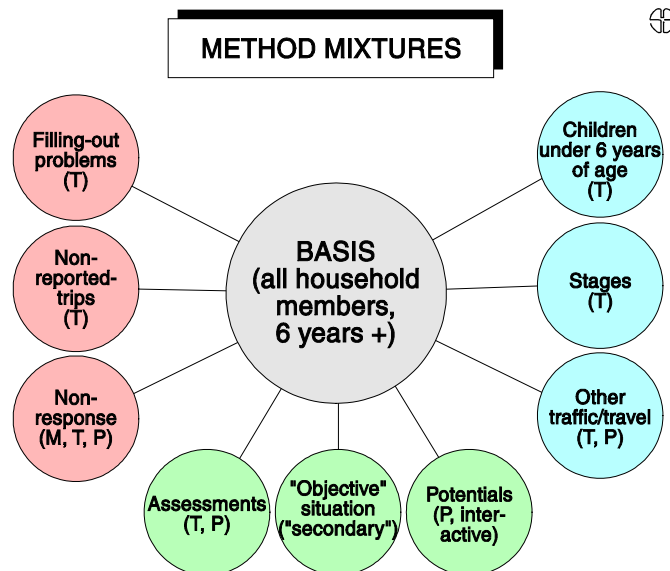 METHOD MIXTURES
Filling-out
problems
(T)
Non-
reported-
trips
(T)
Non-
response
(M, T, P)
BASIS
(all household
members,
6 years +)
Children
under 6 years
of age
(T)
Stages
(T)
Other
traffic/travel
(T, P)
Assessments
(T, P)
"Objective"
situation
("secondary")
Potentials
(P, inter-
active)